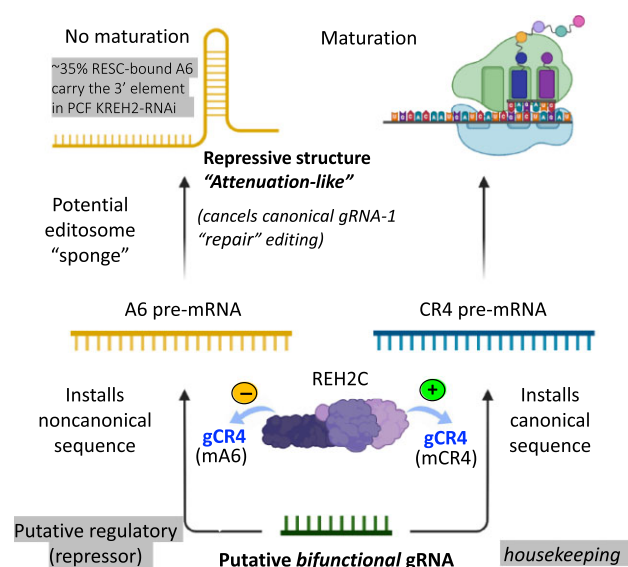 No maturation
Maturation
~35% RESC-bound A6
carry the 3’ element
in PCF KREH2-RNAi
Repressive structure
“Attenuation-like”
(cancels canonical gRNA-1
“repair” editing)
Potential
editosome
“sponge”
A6 pre-mRNA
CR4 pre-mRNA
Installs
noncanonical
sequence
−
REH2C
+
gCR4
(mA6)
gCR4
(mCR4)
Installs
canonical
sequence
Putative regulatory
(repressor)
Putative bifunctional gRNA
housekeeping